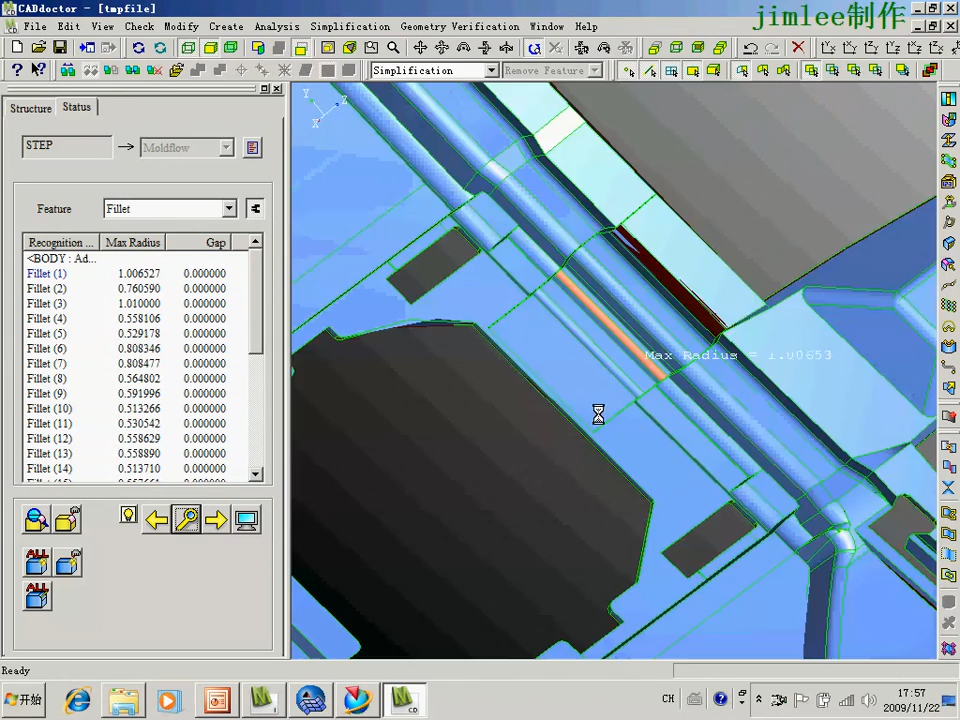 CADdoctor - [tmpfile]
jimlee制作
File Edit View Check Modify Create Analysis Simplification Geometry Verification Window Help
Simplification Remove Feature
Structure Status
STEP Moldflow
Feature Fillet
Recognition ... Max Radius Gap
<BODY : Ad...
Fillet (1) 1.006527 0.000000
Fillet (2) 0.760590 0.000000
Fillet (3) 1.010000 0.000000
Fillet (4) 0.558106 0.000000
Fillet (5) 0.529178 0.000000
Fillet (6) 0.808346 0.000000
Fillet (7) 0.808477 0.000000
Fillet (8) 0.564802 0.000000
Fillet (9) 0.591996 0.000000
Fillet (10) 0.513266 0.000000
Fillet (11) 0.530542 0.000000
Fillet (12) 0.558629 0.000000
Fillet (13) 0.558890 0.000000
Fillet (14) 0.513710 0.000000
Y Z
X
Max Radius = 1.00653
ALL
ALL
Ready
开始
CH
17:57
2009/11/22